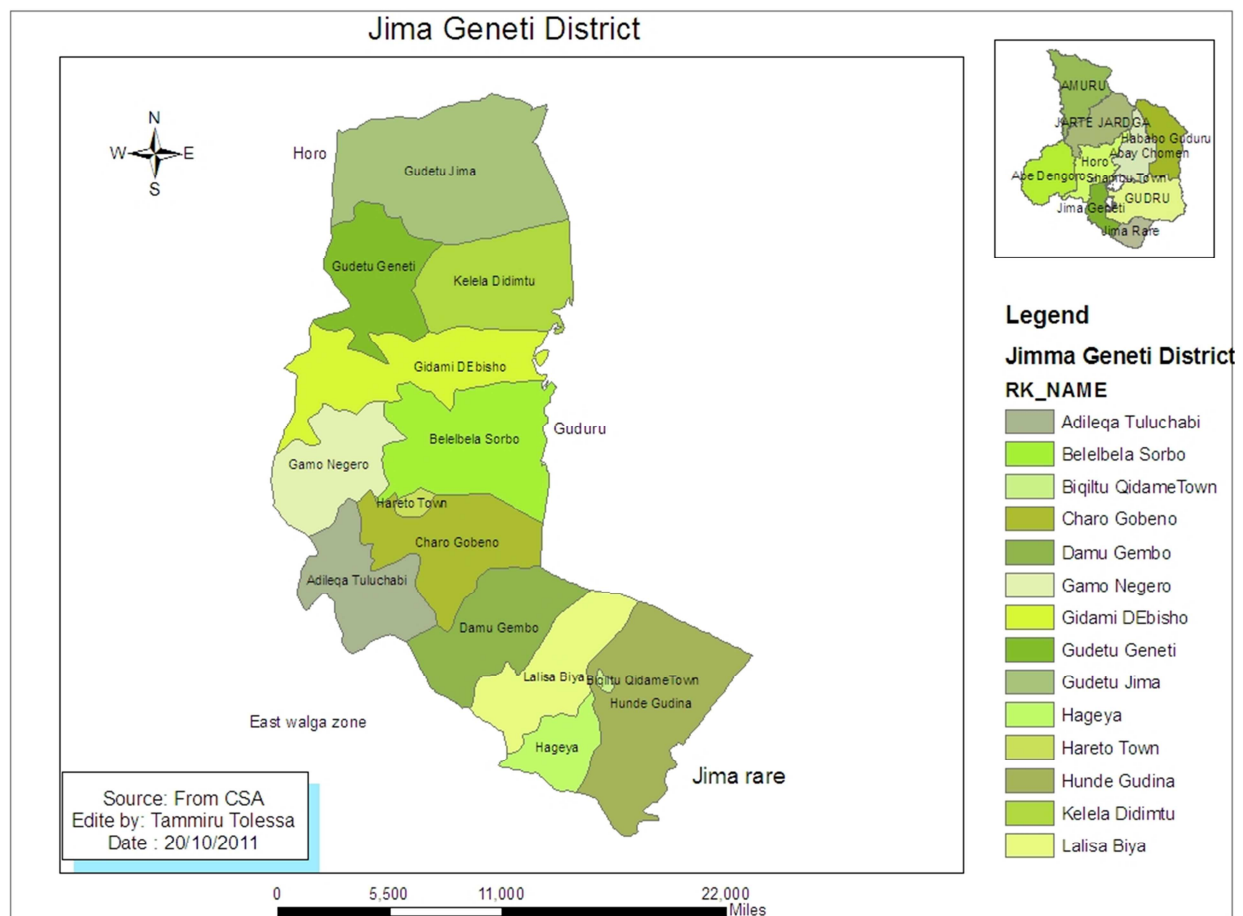 Jima Geneti District
N
W E
S
Horo
Gudetu Jima
Gudetu Geneti
Kelela Didimtu
Gidami DEbisho
Guduru
Belelbela Sorbo
Gamo Negero
Hareto Town
Charo Gobeno
Adileqa Tuluchabi
Damu Gembo
Lalisa Biya
Biqiltu QidameTown
Hunde Gudina
East walga zone
Hageya
Jima rare
Source: From CSA
Edite by: Tammiru Tolessa
Date : 20/10/2011
0 5,500 11,000 22,000
Miles
AMURU
JARTE JARDGA
Hababo Guduru
Abay Chomen
Horo
Abe Dengoro
Shambu Town
GUDRU
Jima Geneti
Jima Rare
Legend
Jimma Geneti District
RK_NAME
Adileqa Tuluchabi
Belelbela Sorbo
Biqiltu QidameTown
Charo Gobeno
Damu Gembo
Gamo Negero
Gidami DEbisho
Gudetu Geneti
Gudetu Jima
Hageya
Hareto Town
Hunde Gudina
Kelela Didimtu
Lalisa Biya